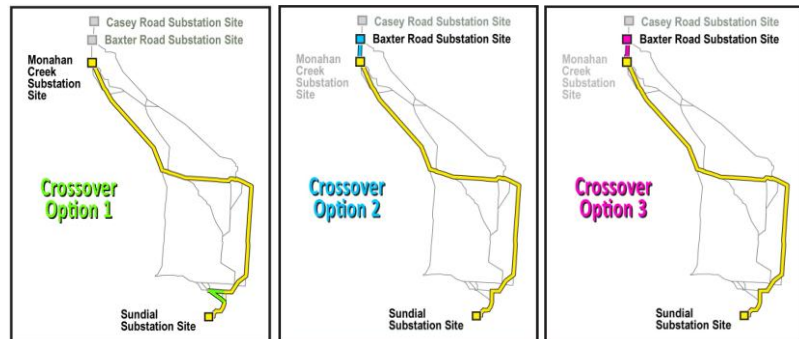 Casey Road Substation Site
Baxter Road Substation Site
Monahan
Creek
Substation
Site
Crossover
Option 1
Sundial
Substation Site
Casey Road Substation Site
Baxter Road Substation Site
Monahan
Creek
Substation
Site
Crossover
Option 2
Sundial
Substation Site
Casey Road Substation Site
Baxter Road Substation Site
Monahan
Creek
Substation
Site
Crossover
Option 3
Sundial
Substation Site